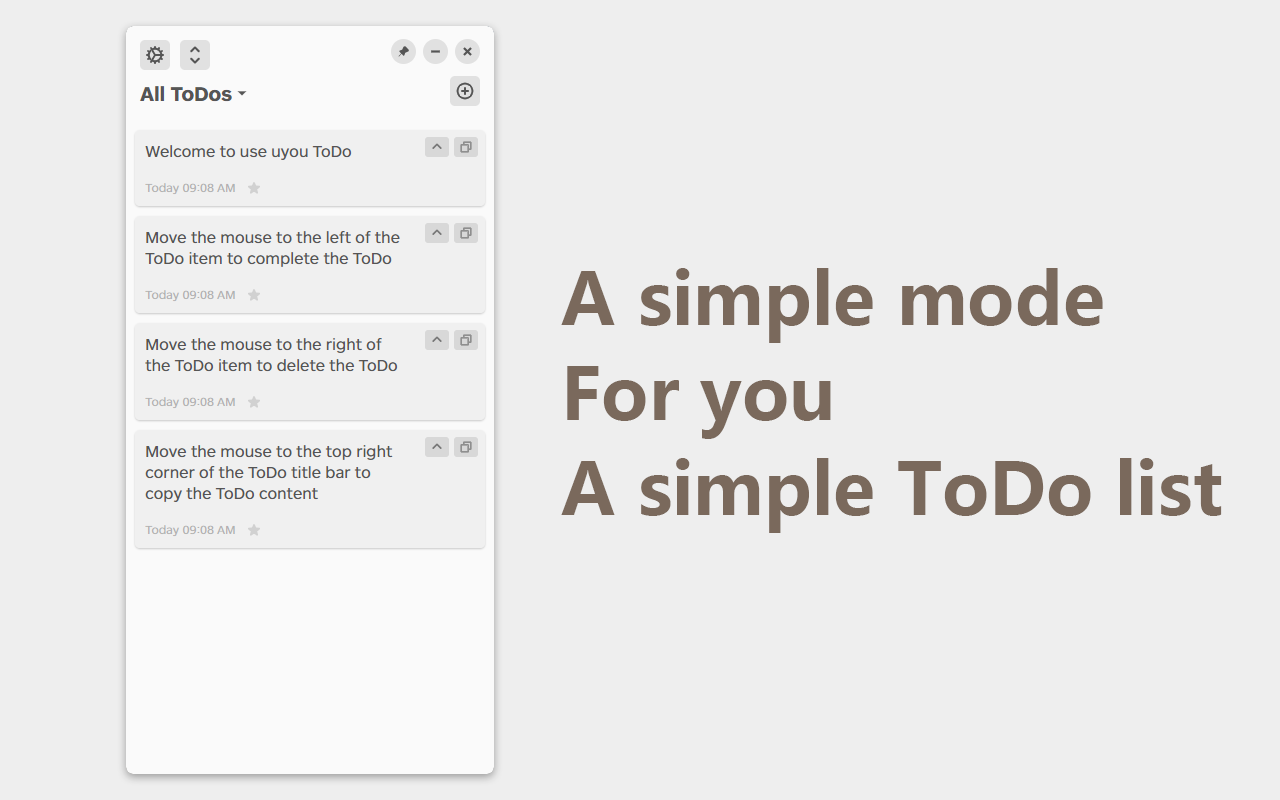 All ToDos
Welcome to use uyou ToDo
Today 09:08 AM
Move the mouse to the left of the
ToDo item to complete the ToDo
Today 09:08 AM
Move the mouse to the right of
the ToDo item to delete the ToDo
Today 09:08 AM
Move the mouse to the top right
corner of the ToDo title bar to
copy the ToDo content
Today 09:08 AM
A simple mode
For you
A simple ToDo list